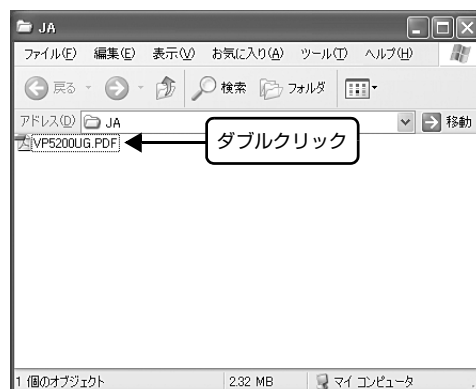 JA
ファイル(F) 編集(E) 表示(V) お気に入り(A) ツール(T) ヘルプ(H)
戻る 検索 フォルダ
アドレス(D) JA 移動
VP5200UG.PDF
ダブルクリック
1 個のオブジェクト 2.32 MB マイ コンピュータ